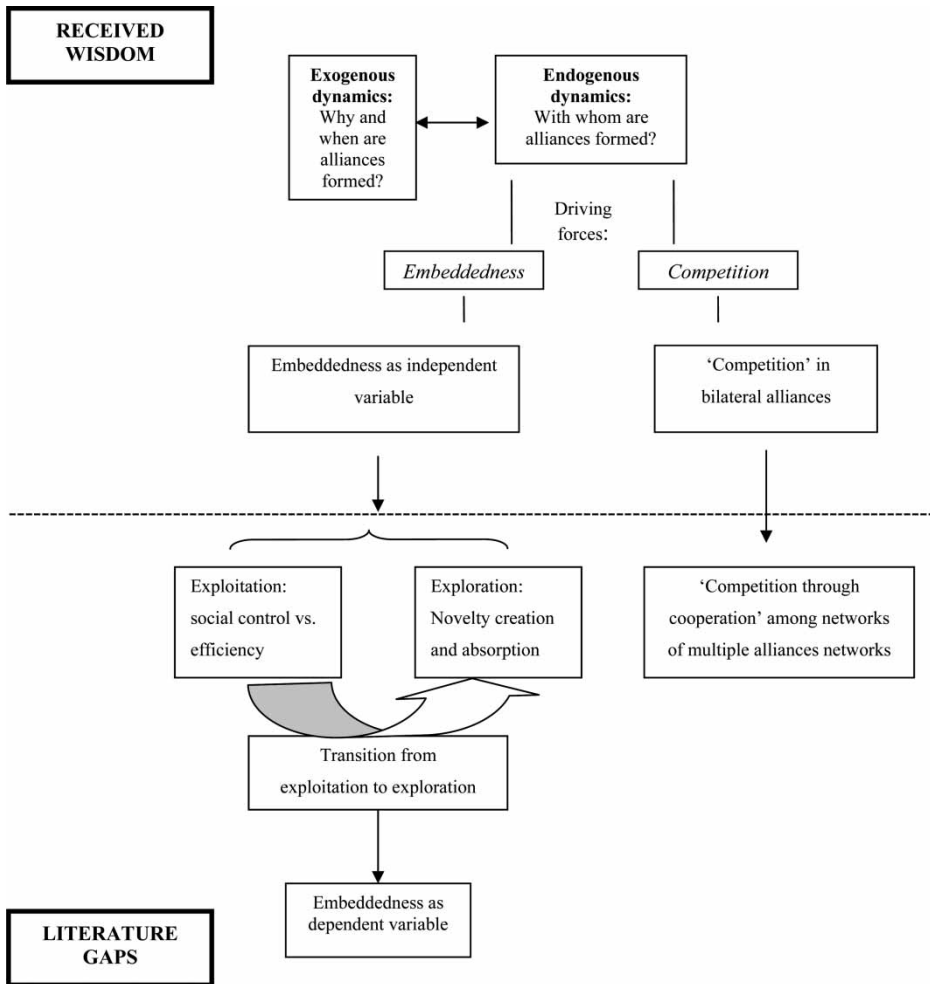 RECEIVED
WISDOM
Exogenous
dynamics:
Why and
when are
alliances
formed?
Endogenous
dynamics:
With whom are
alliances formed?
Driving
forces:
Embeddedness
Competition
Embeddedness as independent
variable
‘Competition’ in
bilateral alliances
Exploitation:
social control vs.
efficiency
Exploration:
Novelty creation
and absorption
‘Competition through
cooperation’ among networks
of multiple alliances networks
Transition from
exploitation to exploration
Embeddedness as
dependent variable
LITERATURE
GAPS